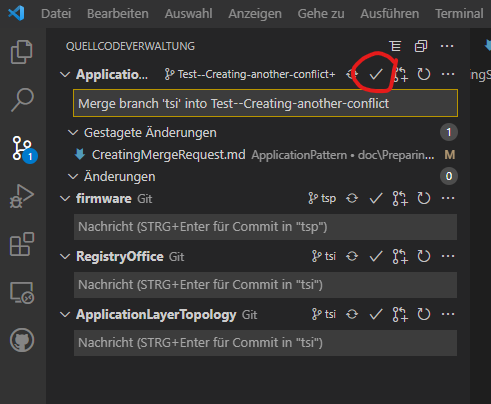 Datei Bearbeiten Auswahl Anzeigen Gehe zu Ausführen Terminal
QUELLCODEVERWALTUNG
Applicatio... Test--Creating-another-conflict+
Merge branch 'tsi' into Test--Creating-another-conflict
Gestagete Änderungen 1
CreatingMergeRequest.md ApplicationPattern • doc\Preparin... M
Änderungen 0
1
firmware Git tsp
Nachricht (STRG+Enter für Commit in "tsp")
RegistryOffice Git tsi
Nachricht (STRG+Enter für Commit in "tsi")
ApplicationLayerTopology Git tsi
Nachricht (STRG+Enter für Commit in "tsi")